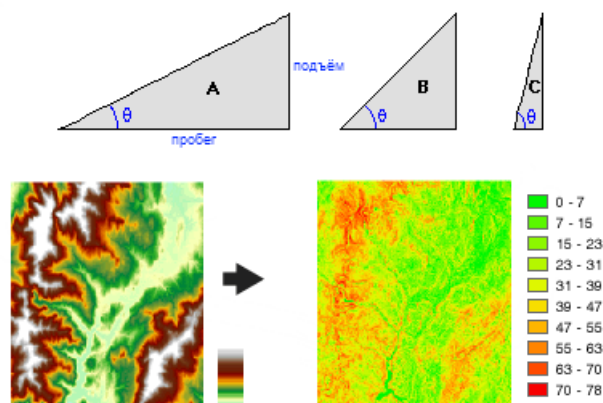 A
B
C
подъём
θ
θ
θ
пробег
0 - 7
7 - 15
15 - 23
23 - 31
31 - 39
39 - 47
47 - 55
55 - 63
63 - 70
70 - 78